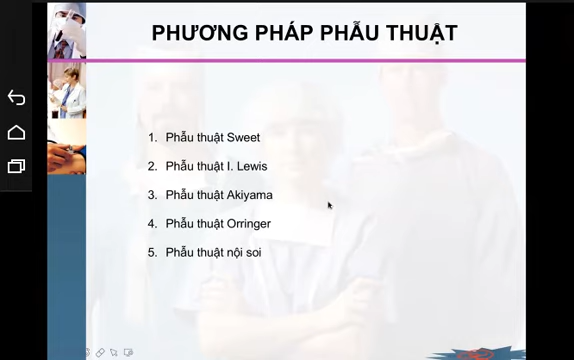 PHƯƠNG PHÁP PHẪU THUẬT
1. Phẫu thuật Sweet
2. Phẫu thuật I. Lewis
3. Phẫu thuật Akiyama
4. Phẫu thuật Orringer
5. Phẫu thuật nội soi